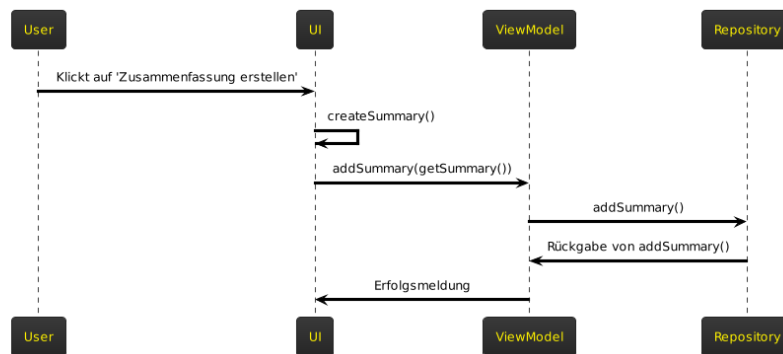 User UI ViewModel Repository
Klickt auf 'Zusammenfassung erstellen'
createSummary()
addSummary(getSummary())
addSummary()
Rückgabe von addSummary()
Erfolgsmeldung
User UI ViewModel Repository